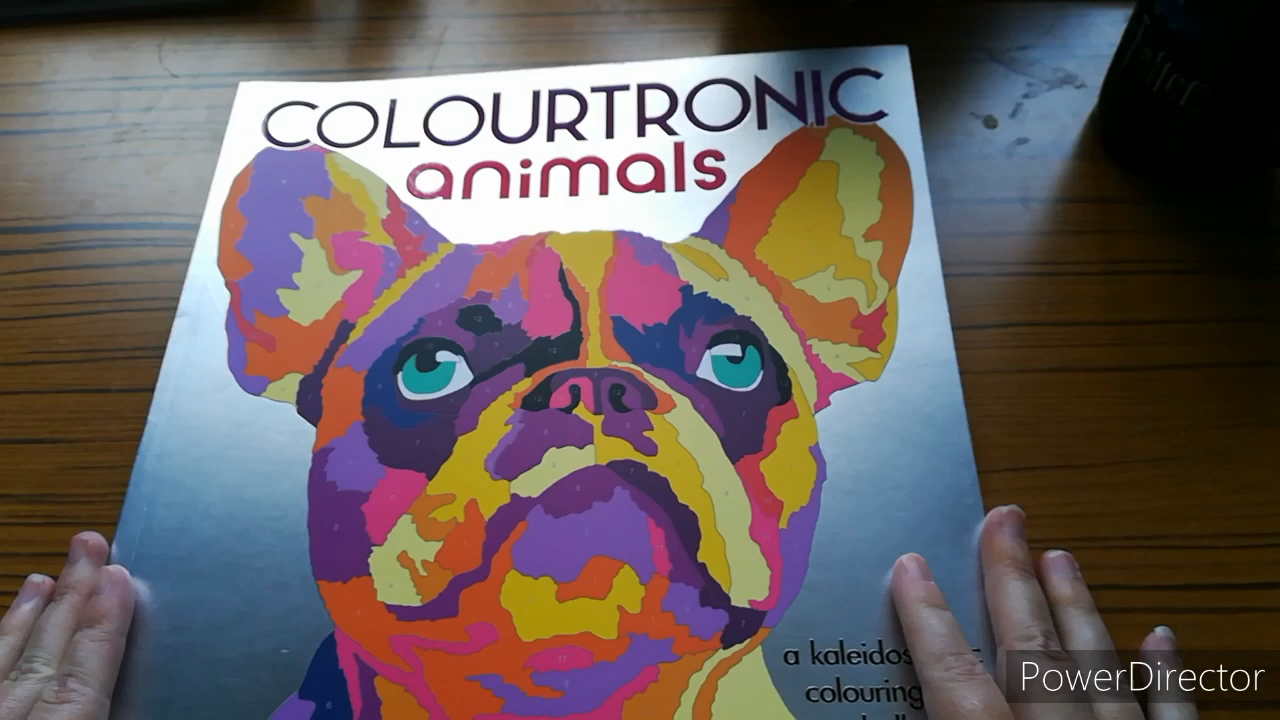 COLOURTRONIC
animals
a kaleidos
colouring
PowerDirector